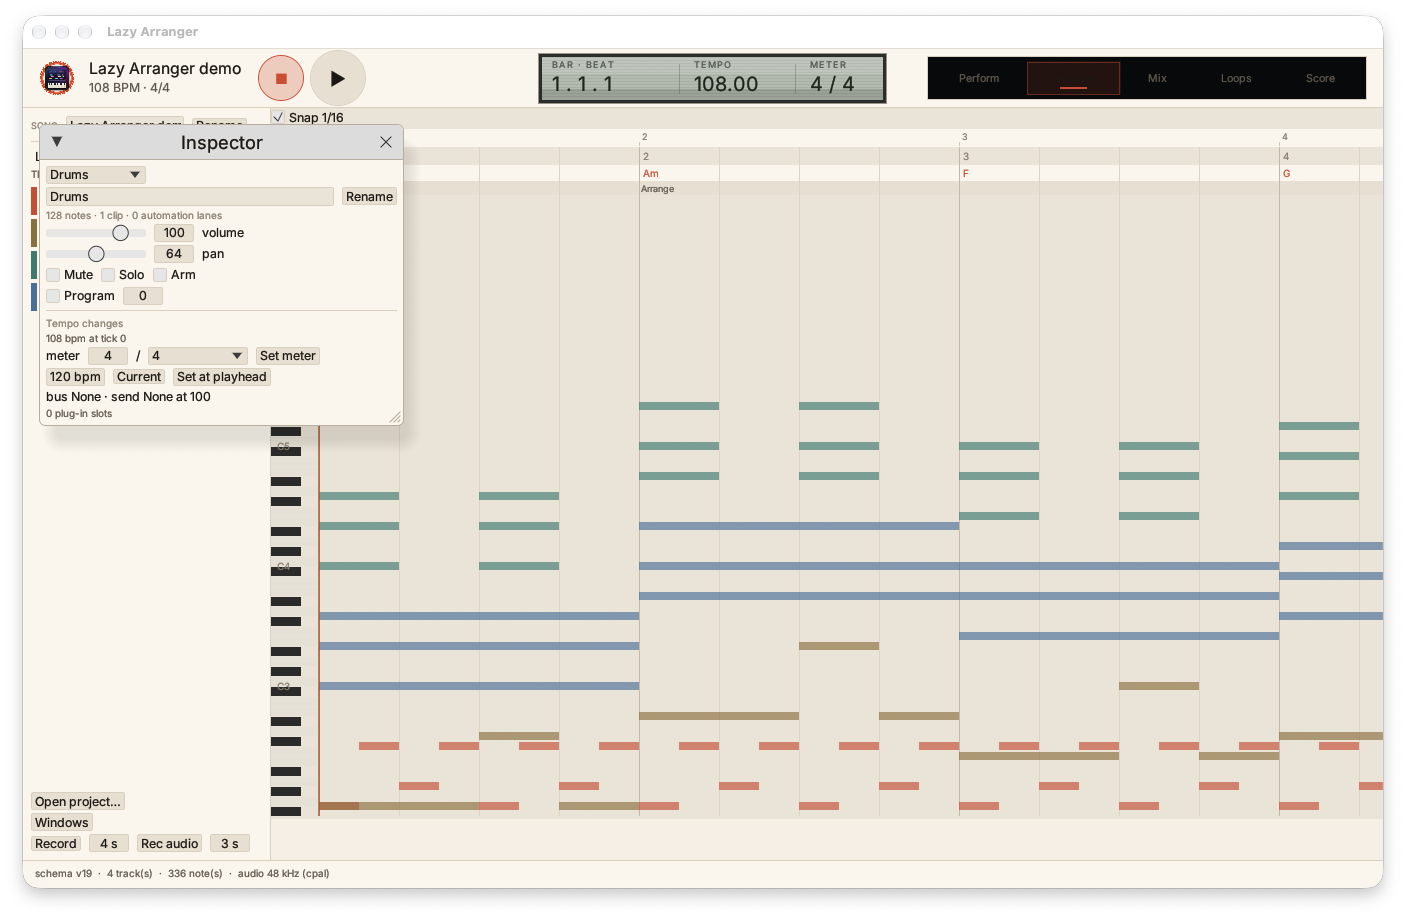 Lazy Arranger
Lazy Arranger demo
108 BPM · 4/4
BAR · BEAT
1 . 1 . 1
TEMPO
108.00
METER
4 / 4
Perform
Mix
Loops
Score
Snap 1/16
Inspector
Drums
Drums
Rename
128 notes · 1 clip · 0 automation lanes
100 volume
64 pan
Mute Solo Arm
Program 0
Tempo changes
108 bpm at tick 0
meter 4 / 4 Set meter
120 bpm Current Set at playhead
bus None · send None at 100
0 plug-in slots
2 3 4
2 3 4
Am F G
Arrange
C5
C4
C3
Open project...
Windows
Record 4 s Rec audio 3 s
schema v19 · 4 track(s) · 336 note(s) · audio 48 kHz (cpal)